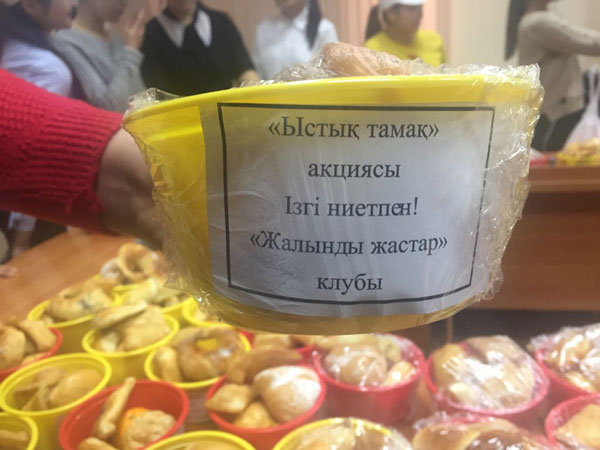 «Ыстық тамақ»
акциясы
Ізгі ниетпен!
«Жалынды жастар»
клубы